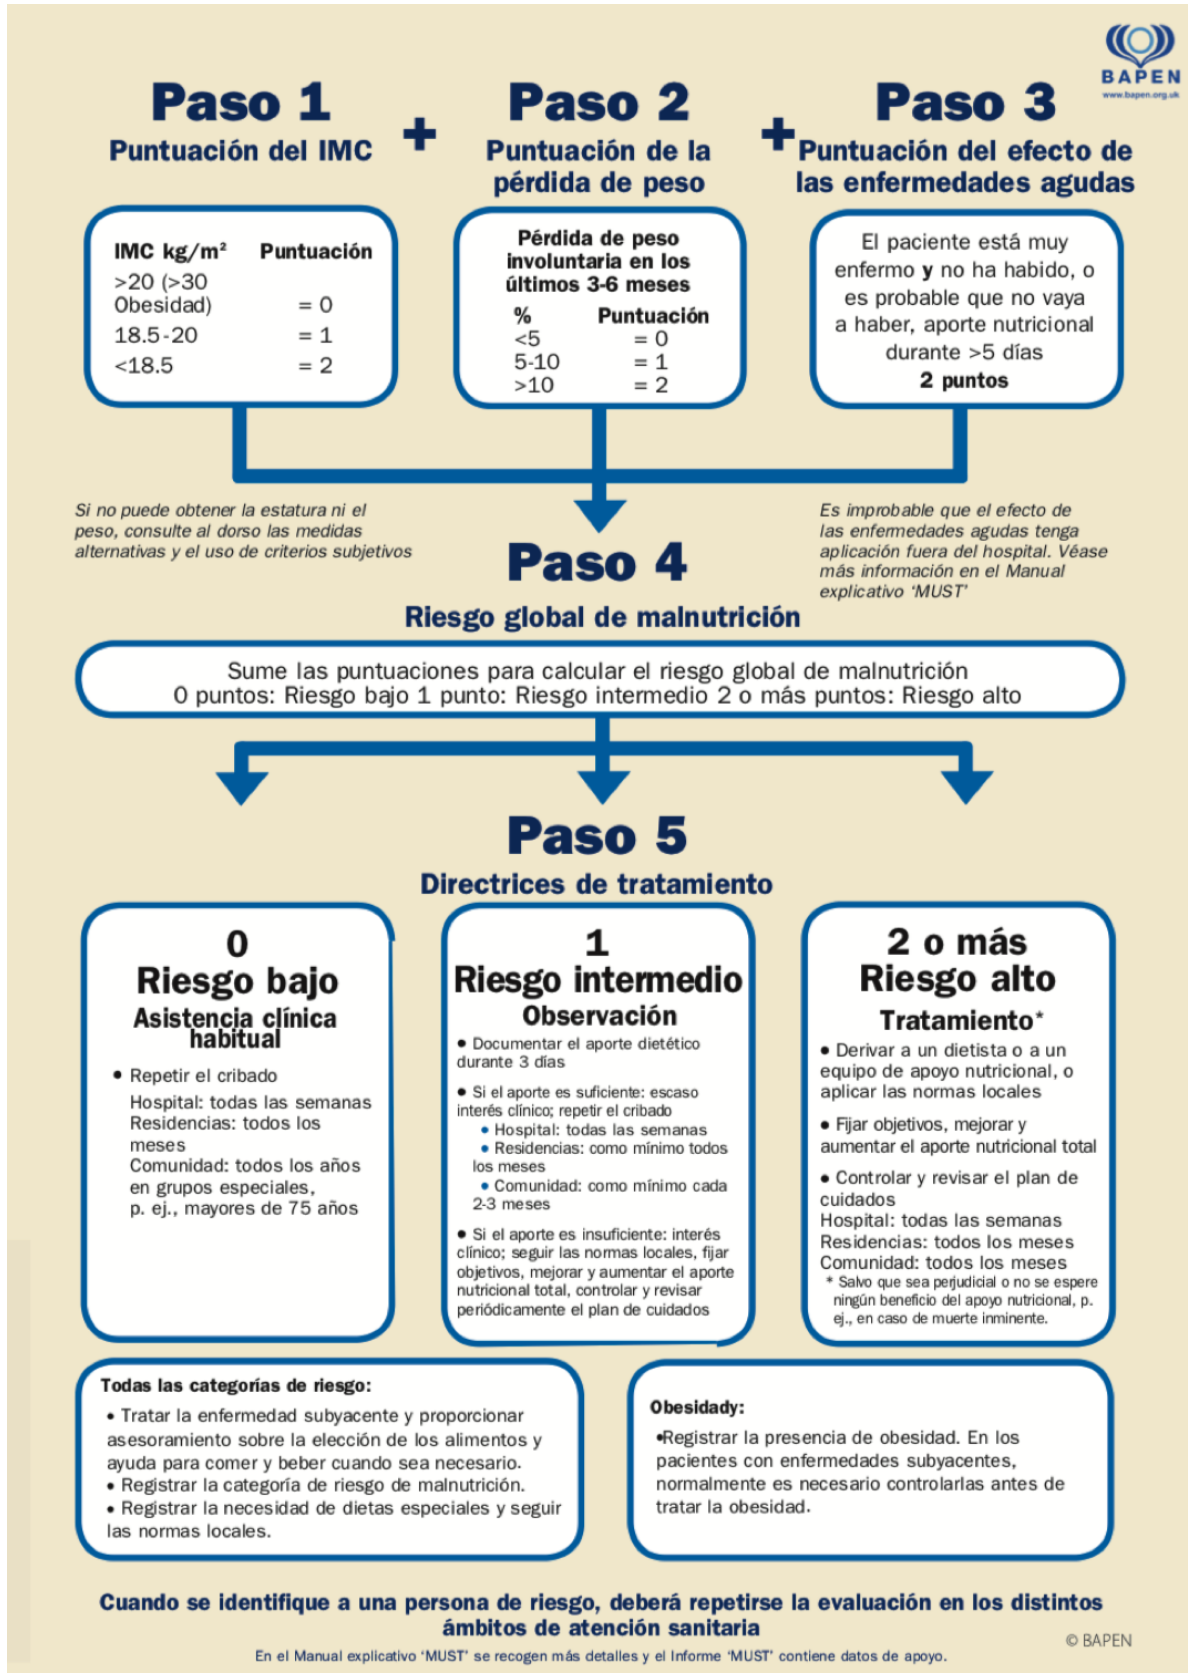 BAPEN
www.bapen.org.uk
Paso 1
Puntuación del IMC
+
Paso 2
Puntuación de la
pérdida de peso
+
Paso 3
Puntuación del efecto de
las enfermedades agudas
IMC kg/m² Puntuación
>20 (>30
Obesidad) = 0
18.5-20 = 1
<18.5 = 2
Pérdida de peso
involuntaria en los
últimos 3-6 meses
% Puntuación
<5 = 0
5-10 = 1
>10 = 2
El paciente está muy
enfermo y no ha habido, o
es probable que no vaya
a haber, aporte nutricional
durante >5 días
2 puntos
Si no puede obtener la estatura ni el
peso, consulte al dorso las medidas
alternativas y el uso de criterios subjetivos
Es improbable que el efecto de
las enfermedades agudas tenga
aplicación fuera del hospital. Véase
más información en el Manual
explicativo ‘MUST’
Paso 4
Riesgo global de malnutrición
Sume las puntuaciones para calcular el riesgo global de malnutrición
0 puntos: Riesgo bajo 1 punto: Riesgo intermedio 2 o más puntos: Riesgo alto
Paso 5
Directrices de tratamiento
0
Riesgo bajo
Asistencia clínica
habitual
• Repetir el cribado
Hospital: todas las semanas
Residencias: todos los
meses
Comunidad: todos los años
en grupos especiales,
p. ej., mayores de 75 años
1
Riesgo intermedio
Observación
• Documentar el aporte dietético
durante 3 días
• Si el aporte es suficiente: escaso
interés clínico; repetir el cribado
• Hospital: todas las semanas
• Residencias: como mínimo todos
los meses
• Comunidad: como mínimo cada
2-3 meses
• Si el aporte es insuficiente: interés
clínico; seguir las normas locales, fijar
objetivos, mejorar y aumentar el aporte
nutricional total, controlar y revisar
periódicamente el plan de cuidados
2 o más
Riesgo alto
Tratamiento*
• Derivar a un dietista o a un
equipo de apoyo nutricional, o
aplicar las normas locales
• Fijar objetivos, mejorar y
aumentar el aporte nutricional total
• Controlar y revisar el plan de
cuidados
Hospital: todas las semanas
Residencias: todos los meses
Comunidad: todos los meses
* Salvo que sea perjudicial o no se espere
ningún beneficio del apoyo nutricional, p.
ej., en caso de muerte inminente.
Todas las categorías de riesgo:
• Tratar la enfermedad subyacente y proporcionar
asesoramiento sobre la elección de los alimentos y
ayuda para comer y beber cuando sea necesario.
• Registrar la categoría de riesgo de malnutrición.
• Registrar la necesidad de dietas especiales y seguir
las normas locales.
Obesidady:
•Registrar la presencia de obesidad. En los
pacientes con enfermedades subyacentes,
normalmente es necesario controlarlas antes de
tratar la obesidad.
Cuando se identifique a una persona de riesgo, deberá repetirse la evaluación en los distintos
ámbitos de atención sanitaria
En el Manual explicativo ‘MUST’ se recogen más detalles y el Informe ‘MUST’ contiene datos de apoyo.
© BAPEN